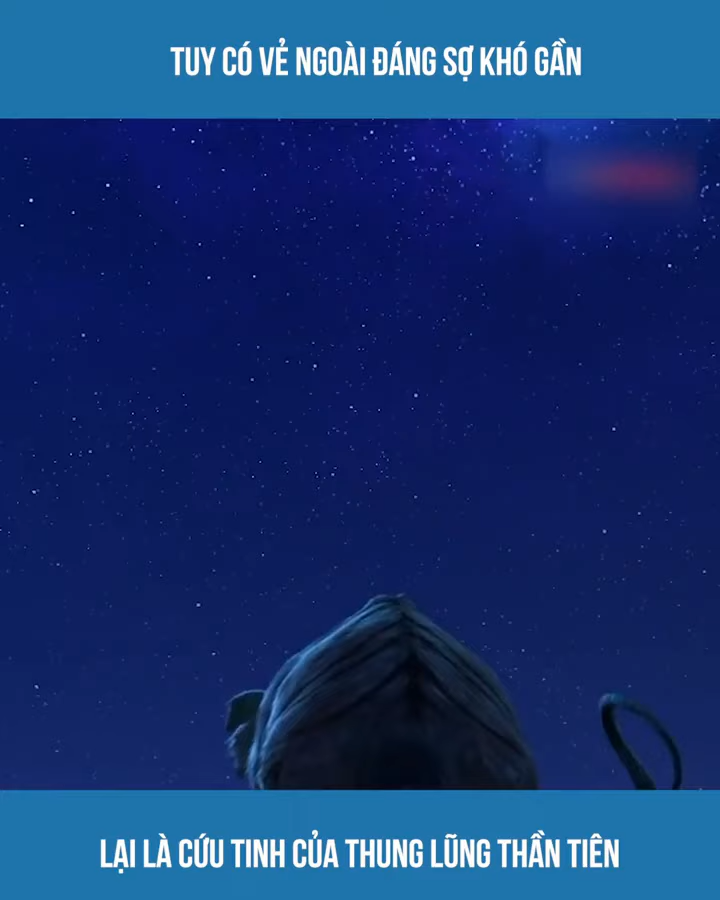 TUY CÓ VẺ NGOÀI ĐÁNG SỢ KHÓ GẦN
LẠI LÀ CỨU TINH CỦA THUNG LŨNG THẦN TIÊN